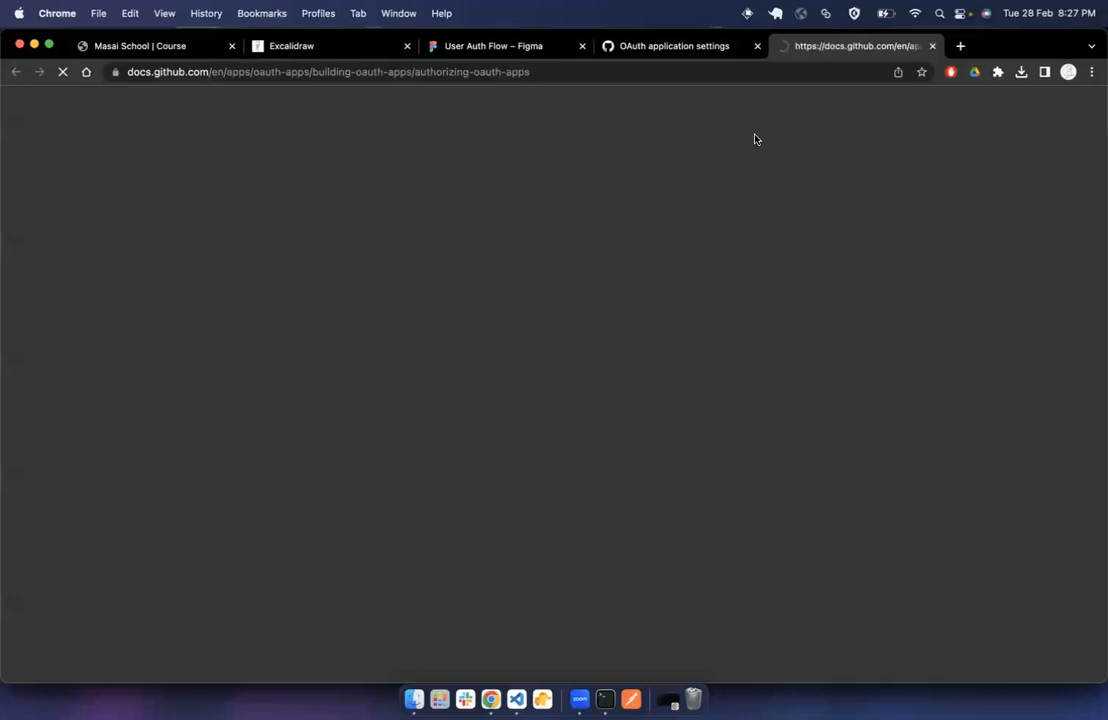 Chrome File Edit View History Bookmarks Profiles Tab Window Help Tue 28 Feb 8:27 PM
Masai School | Course Excalidraw User Auth Flow – Figma OAuth application settings https://docs.github.com/en/ap
docs.github.com/en/apps/oauth-apps/building-oauth-apps/authorizing-oauth-apps
zoom